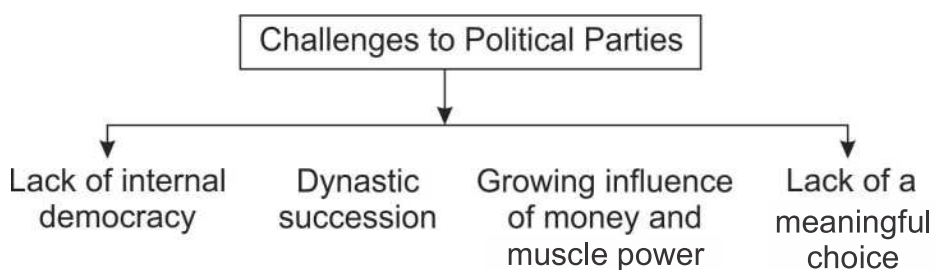 Challenges to Political Parties
Lack of internal
democracy
Dynastic
succession
Growing influence
of money and
muscle power
Lack of a
meaningful
choice